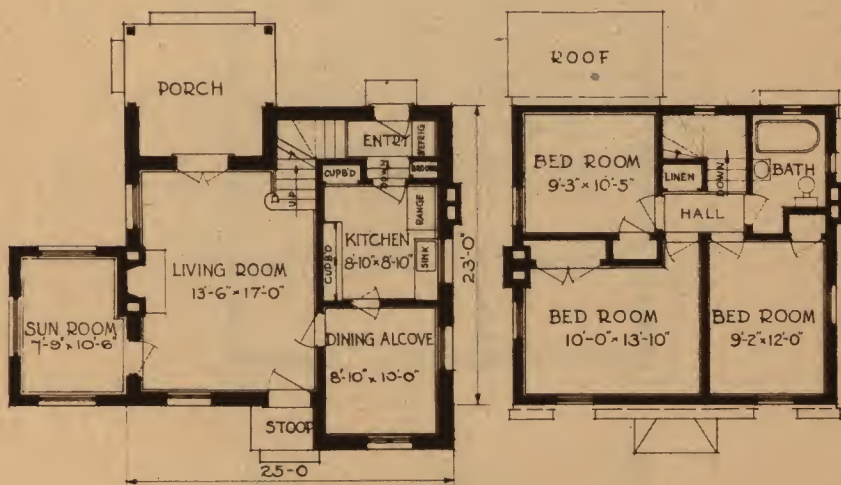 PORCH
ENTRY
REFRIG
CUP'B'D
DOWN
BROOM
UP
RANGE
KITCHEN
8'-10" x 8'-10"
CUP'B'D
SINK
LIVING ROOM
13'-6" x 17'-0"
SUN ROOM
7'-9" x 10'-6"
DINING ALCOVE
8'-10" x 10'-0"
STOOP
25-0
23'-0"
ROOF
BED ROOM
9'-3" x 10'-5"
LINEN
DOWN
BATH
HALL
BED ROOM
10'-0" x 13'-10"
BED ROOM
9'-2" x 12'-0"